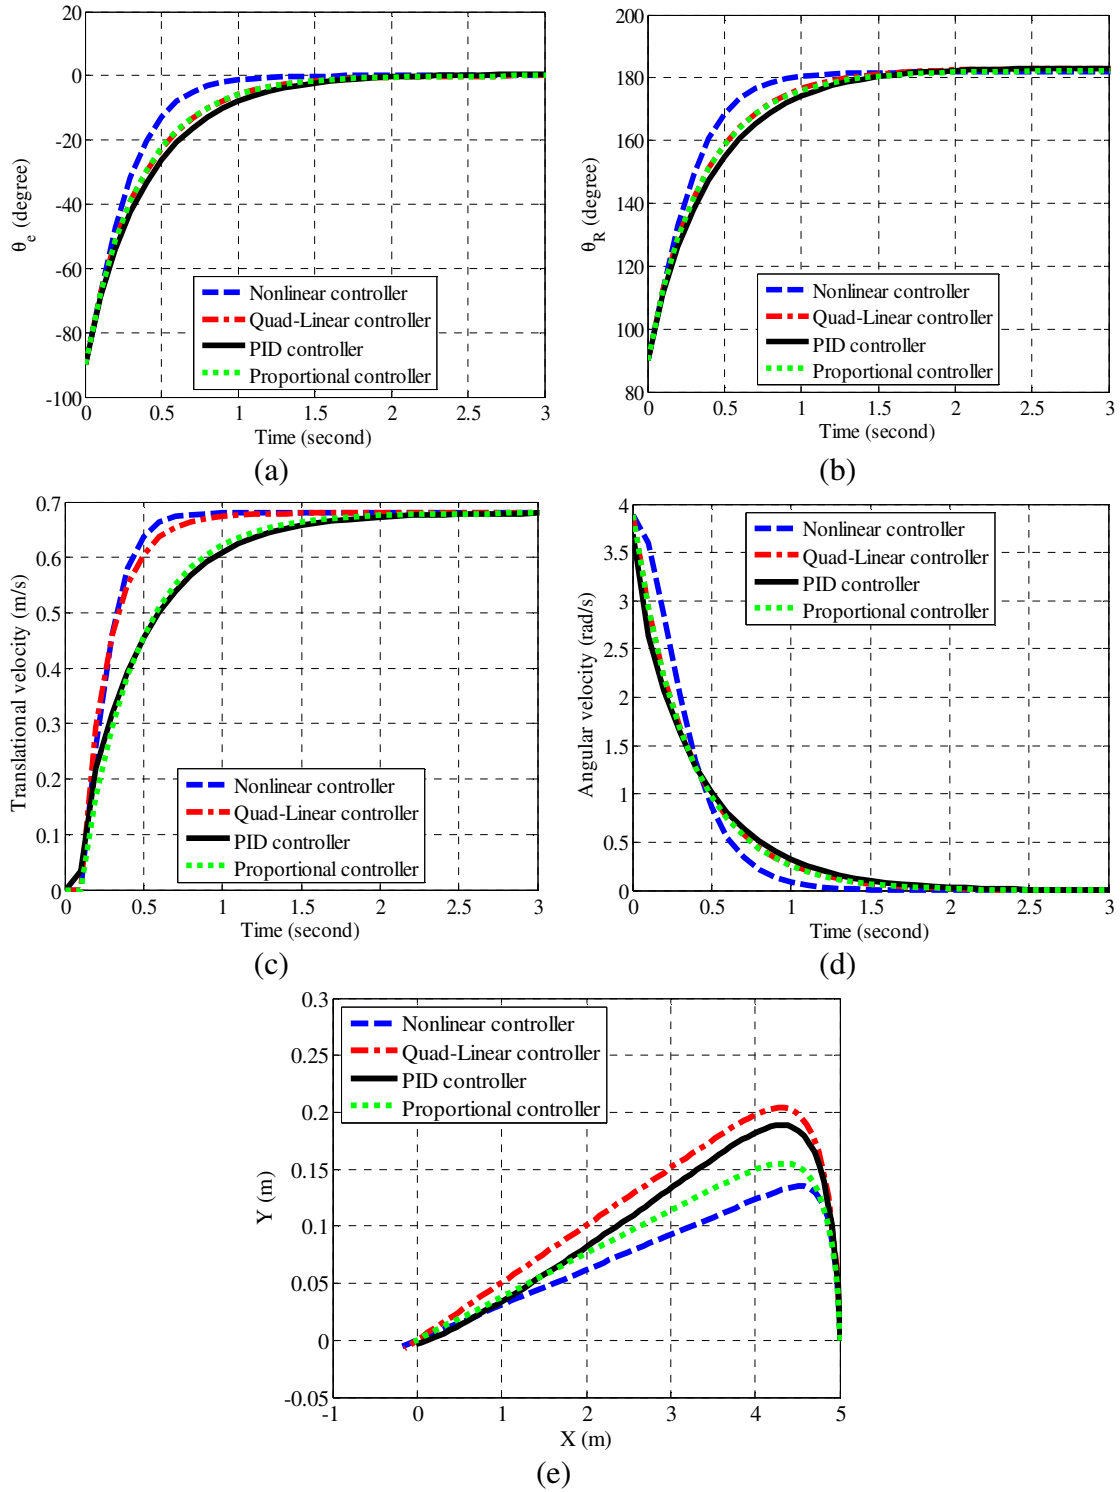 20
0
-20
-40
-60
-80
-100
θe (degree)
Nonlinear controller
Quad-Linear controller
PID controller
Proportional controller
0 0.5 1 1.5 2 2.5 3
Time (second)
(a)
200
180
160
140
120
100
80
θR (degree)
Nonlinear controller
Quad-Linear controller
PID controller
Proportional controller
0 0.5 1 1.5 2 2.5 3
Time (second)
(b)
0.7
0.6
0.5
0.4
0.3
0.2
0.1
0
Translational velocity (m/s)
Nonlinear controller
Quad-Linear controller
PID controller
Proportional controller
0 0.5 1 1.5 2 2.5 3
Time (second)
(c)
4
3.5
3
2.5
2
1.5
1
0.5
0
Angular velocity (rad/s)
Nonlinear controller
Quad-Linear controller
PID controller
Proportional controller
0 0.5 1 1.5 2 2.5 3
Time (second)
(d)
0.3
0.25
0.2
0.15
0.1
0.05
0
-0.05
Y (m)
Nonlinear controller
Quad-Linear controller
PID controller
Proportional controller
-1 0 1 2 3 4 5
X (m)
(e)